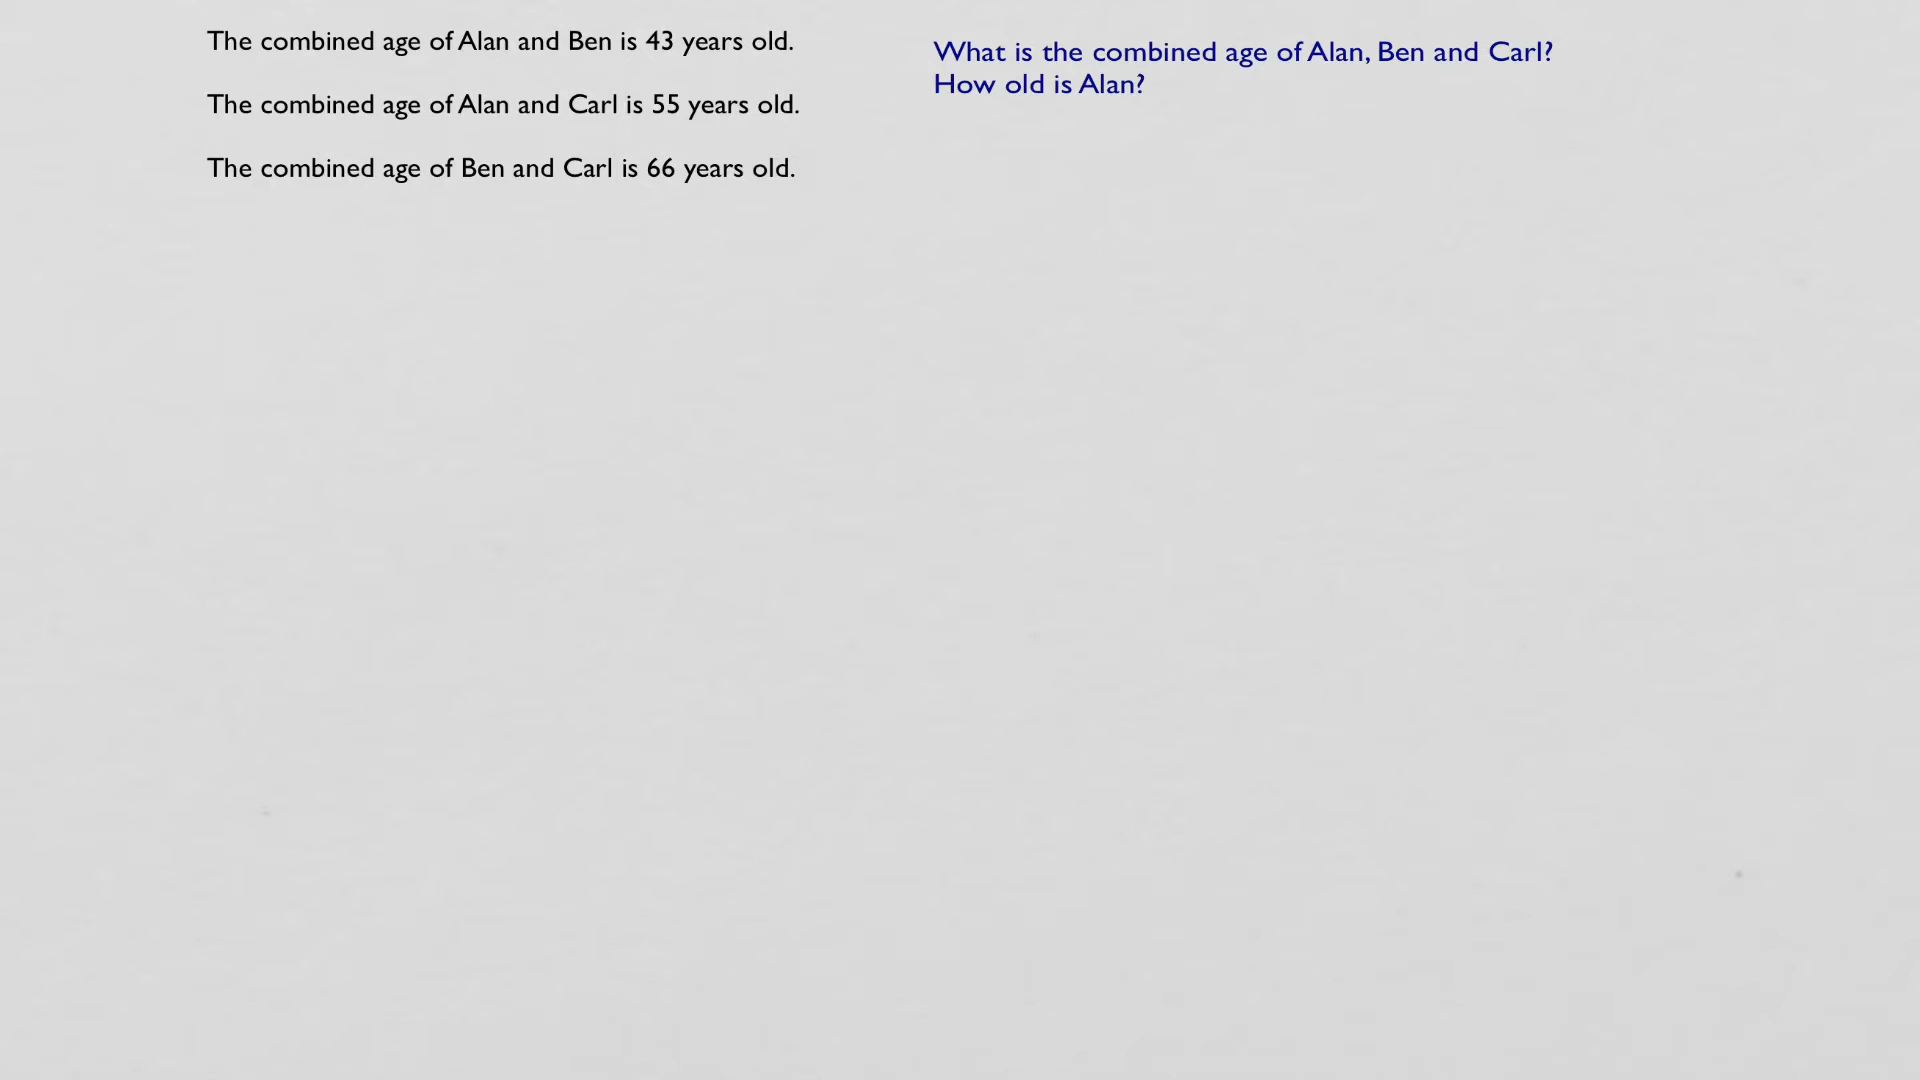 The combined age of Alan and Ben is 43 years old.
The combined age of Alan and Carl is 55 years old.
The combined age of Ben and Carl is 66 years old.
What is the combined age of Alan, Ben and Carl?
How old is Alan?